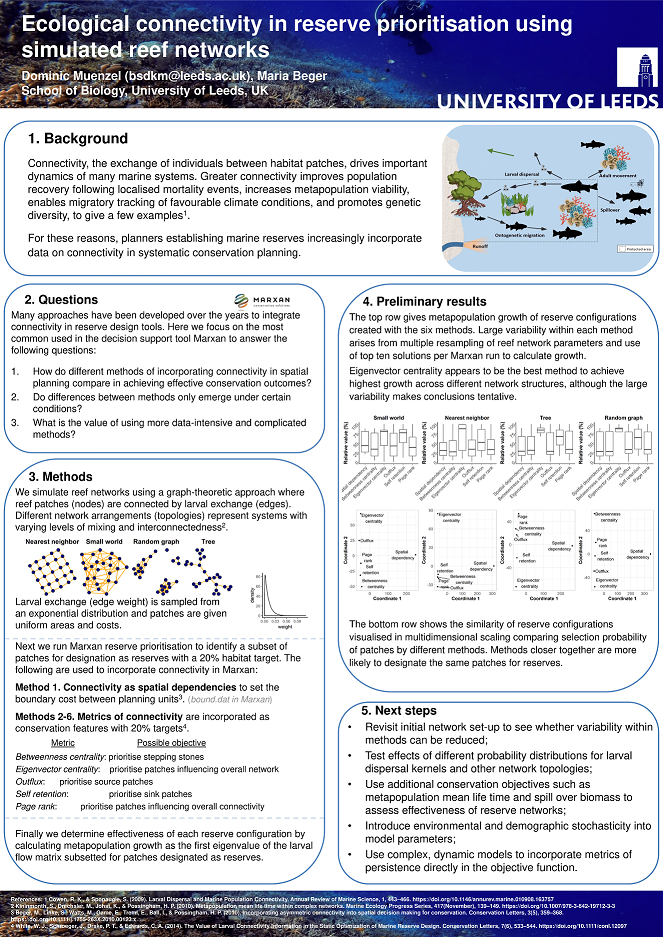 Ecological connectivity in reserve prioritisation using
simulated reef networks
Dominic Muenzel (bsdkm@leeds.ac.uk), Maria Beger
School of Biology, University of Leeds, UK
UNIVERSITY OF LEEDS
1. Background
Connectivity, the exchange of individuals between habitat patches, drives important
dynamics of many marine systems. Greater connectivity improves population
recovery following localised mortality events, increases metapopulation viability,
enables migratory tracking of favourable climate conditions, and promotes genetic
diversity, to give a few examples¹.
For these reasons, planners establishing marine reserves increasingly incorporate
data on connectivity in systematic conservation planning.
Larval dispersal
Adult movement
Spillover
Ontogenetic migration
Runoff
Protected area
2. Questions
MARXAN
Many approaches have been developed over the years to integrate
connectivity in reserve design tools. Here we focus on the most
common used in the decision support tool Marxan to answer the
following questions:
1. How do different methods of incorporating connectivity in spatial
planning compare in achieving effective conservation outcomes?
2. Do differences between methods only emerge under certain
conditions?
3. What is the value of using more data-intensive and complicated
methods?
3. Methods
We simulate reef networks using a graph-theoretic approach where
reef patches (nodes) are connected by larval exchange (edges).
Different network arrangements (topologies) represent systems with
varying levels of mixing and interconnectedness².
Nearest neighbor Small world Random graph Tree
Larval exchange (edge weight) is sampled from
an exponential distribution and patches are given
uniform areas and costs.
density
weight
Next we run Marxan reserve prioritisation to identify a subset of
patches for designation as reserves with a 20% habitat target. The
following are used to incorporate connectivity in Marxan:
Method 1. Connectivity as spatial dependencies to set the
boundary cost between planning units³. (bound.dat in Marxan)
Methods 2-6. Metrics of connectivity are incorporated as
conservation features with 20% targets⁴.
Metric Possible objective
Betweenness centrality: prioritise stepping stones
Eigenvector centrality: prioritise patches influencing overall network
Outflux: prioritise source patches
Self retention: prioritise sink patches
Page rank: prioritise patches influencing overall connectivity
Finally we determine effectiveness of each reserve configuration by
calculating metapopulation growth as the first eigenvalue of the larval
flow matrix subsetted for patches designated as reserves.
4. Preliminary results
The top row gives metapopulation growth of reserve configurations
created with the six methods. Large variability within each method
arises from multiple resampling of reef network parameters and use
of top ten solutions per Marxan run to calculate growth.
Eigenvector centrality appears to be the best method to achieve
highest growth across different network structures, although the large
variability makes conclusions tentative.
Small world Nearest neighbor Tree Random graph
Relative value (%) Relative value (%) Relative value (%) Relative value (%)
Spatial dependency Betweenness centrality Eigenvector centrality Outflux Self retention Page rank
Coordinate 2
Eigenvector centrality
Outflux
Page rank
Self retention
Spatial dependency
Betweenness centrality
Coordinate 1 Coordinate 1 Coordinate 1 Coordinate 1
The bottom row shows the similarity of reserve configurations
visualised in multidimensional scaling comparing selection probability
of patches by different methods. Methods closer together are more
likely to designate the same patches for reserves.
5. Next steps
• Revisit initial network set-up to see whether variability within
methods can be reduced;
• Test effects of different probability distributions for larval
dispersal kernels and other network topologies;
• Use additional conservation objectives such as
metapopulation mean life time and spill over biomass to
assess effectiveness of reserve networks;
• Introduce environmental and demographic stochasticity into
model parameters;
• Use complex, dynamic models to incorporate metrics of
persistence directly in the objective function.
References: 1 Cowen, R. K., & Sponaugle, S. (2009). Larval Dispersal and Marine Population Connectivity. Annual Review of Marine Science, 1, 443–466. https://doi.org/10.1146/annurev.marine.010908.163757
2 Kininmonth, S., Drechsler, M., Johst, K., & Possingham, H. P. (2010). Metapopulation mean life time within complex networks. Marine Ecology Progress Series, 417(November), 139–149.
3 Beger, M., Linke, S., Watts, M., Game, E., Treml, E., Ball, I., & Possingham, H. P. (2010). Incorporating asymmetric connectivity into spatial decision making for conservation. Conservation Letters, 3(5), 359–368.
4 White, W. J., Schroeger, J., Drake, P. T., & Edwards, C. A. (2014). The Value of Larval Connectivity Information in the Static Optimization of Marine Reserve Design. Conservation Letters, 7(6), 533–544. https://doi.org/10.1111/conl.12097